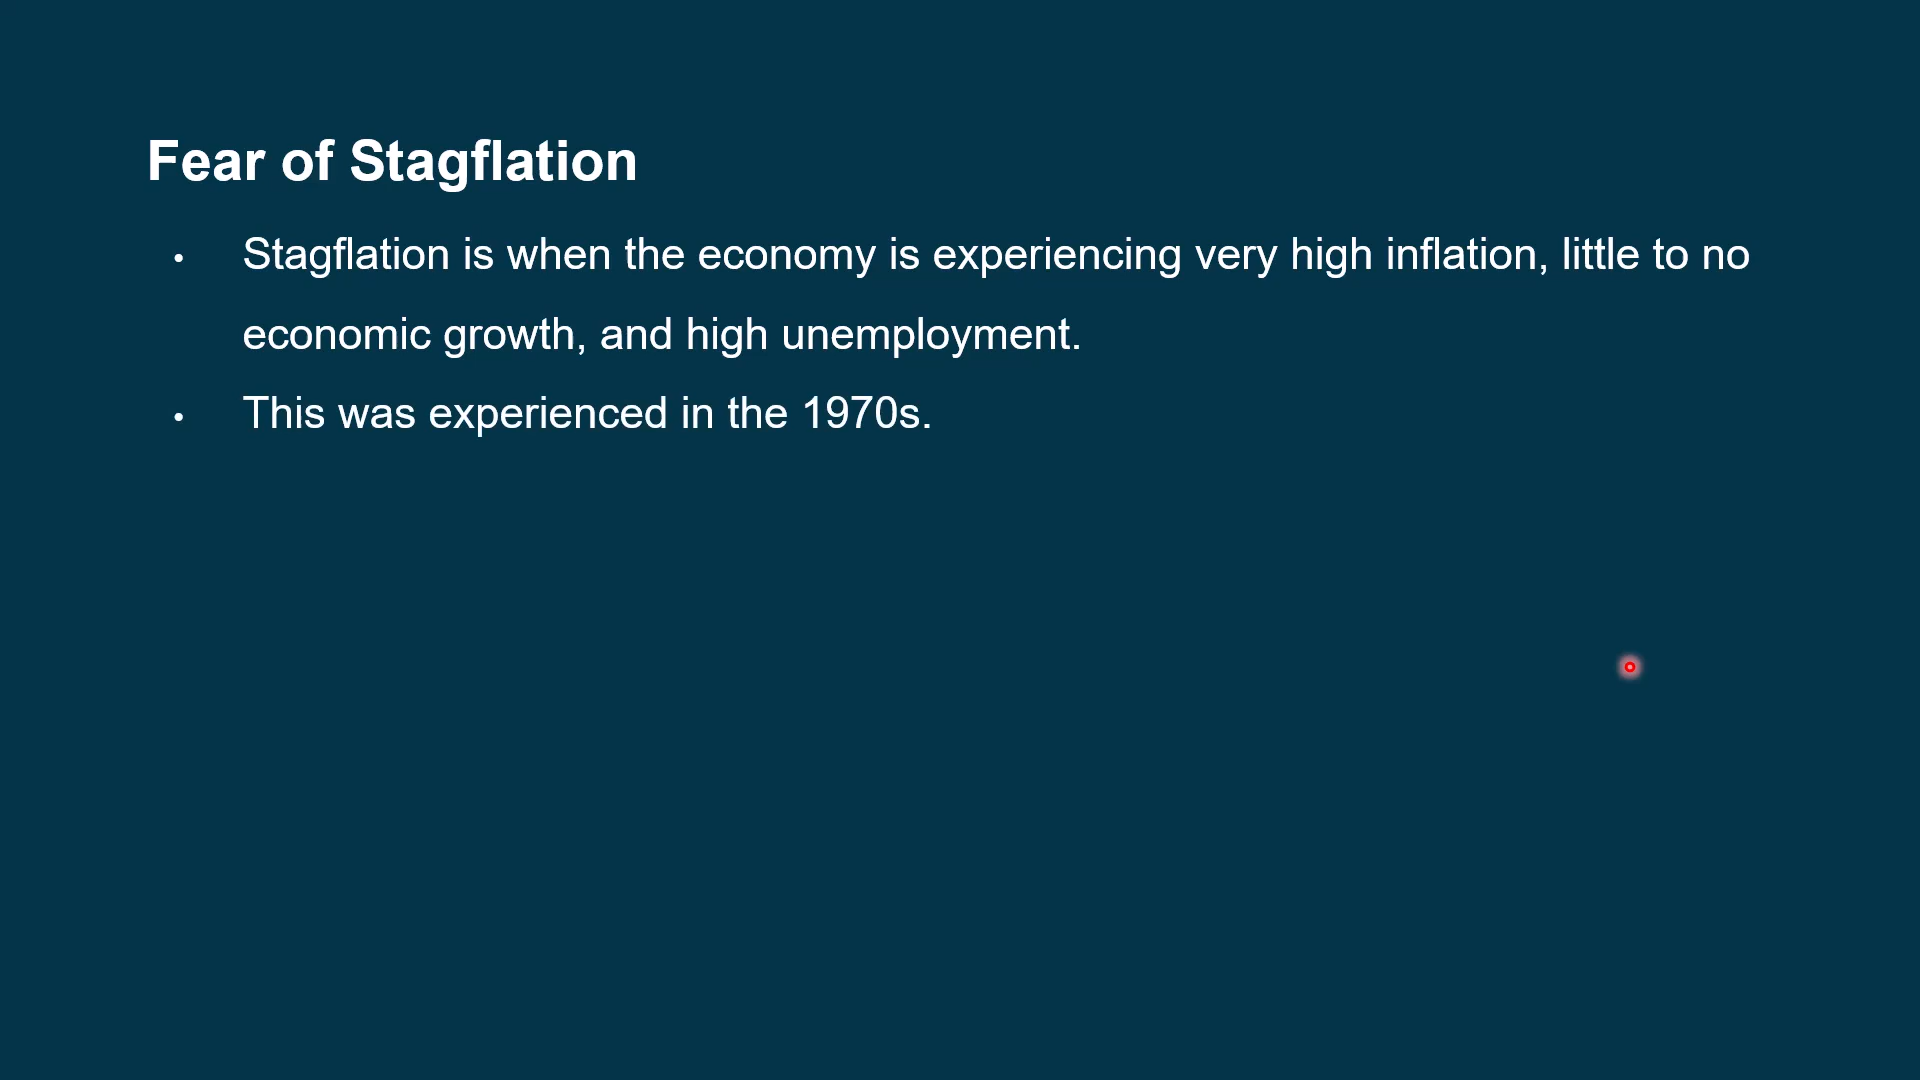 Fear of Stagflation
• Stagflation is when the economy is experiencing very high inflation, little to no
economic growth, and high unemployment.
• This was experienced in the 1970s.